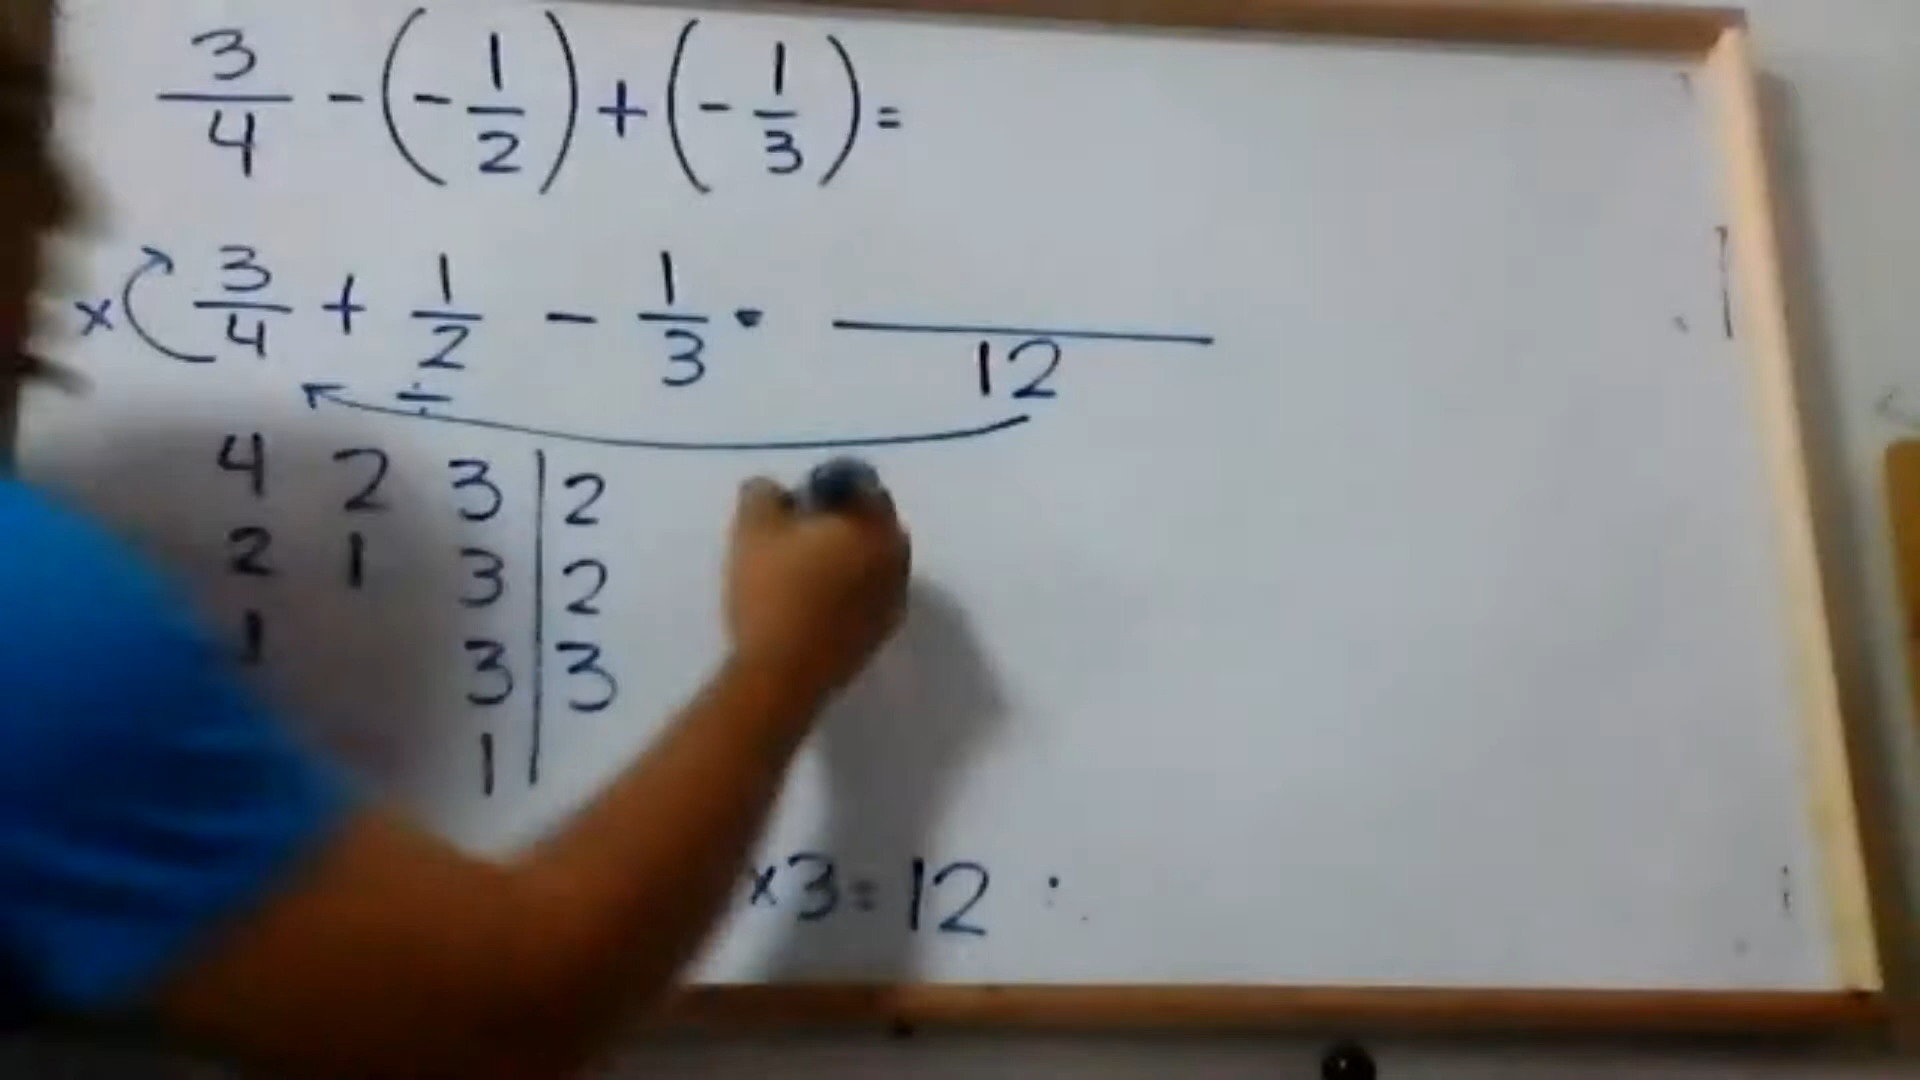 3/4 - (- 1/2) + (- 1/3) =
x 3/4 + 1/2 - 1/3 = /12
÷
4 2 3 | 2
2 1 3 | 2
1 3 | 3
1
x3=12